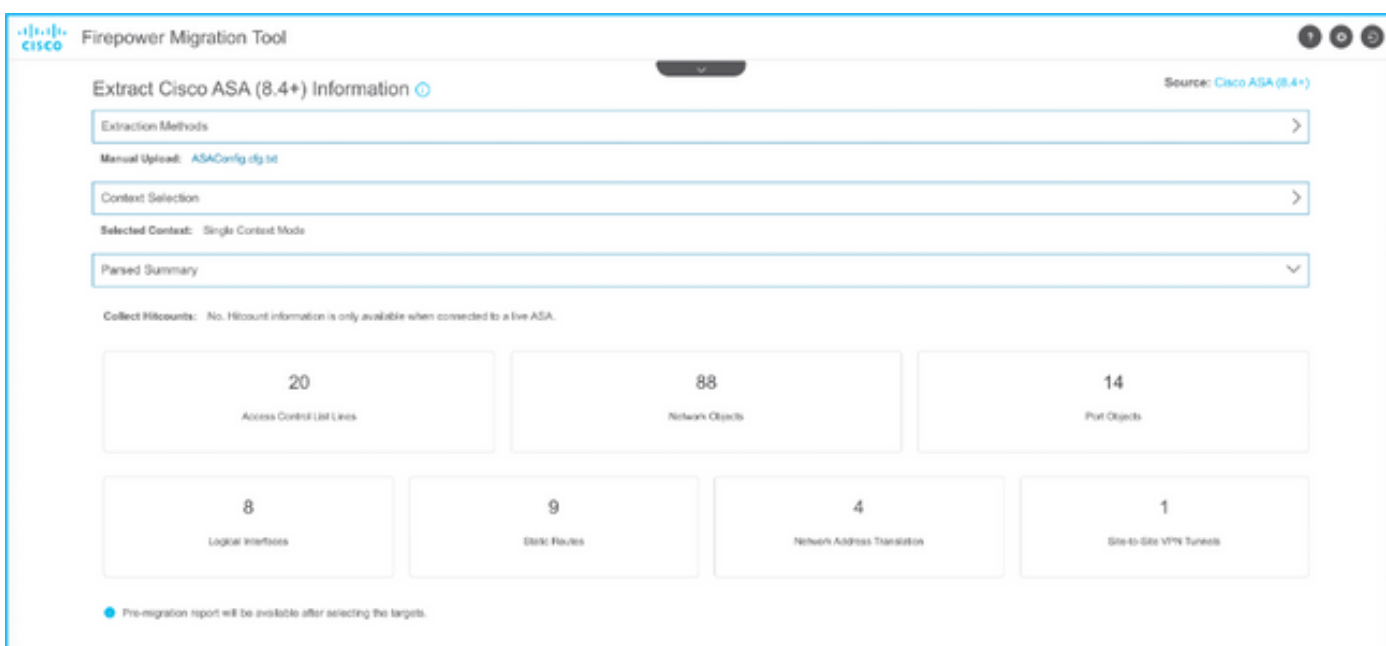 CISCO Firepower Migration Tool
Extract Cisco ASA (8.4+) Information
Source: Cisco ASA (8.4+)
Extraction Methods
Manual Upload: ASAConfig.cfg.txt
Context Selection
Selected Context: Single Context Mode
Parsed Summary
Collect Hitcounts: No. Hitcount information is only available when connected to a live ASA.
20
Access Control List Lines
88
Network Objects
14
Port Objects
8
Logical Interfaces
9
Static Routes
4
Network Address Translation
1
Site-to-Site VPN Tunnels
Pre-migration report will be available after selecting the targets.